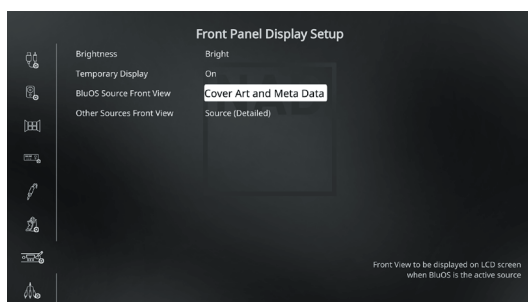 Front Panel Display Setup
Brightness Bright
Temporary Display On
BluOS Source Front View Cover Art and Meta Data
Other Sources Front View Source (Detailed)
NAD
Front View to be displayed on LCD screen
when BluOS is the active source